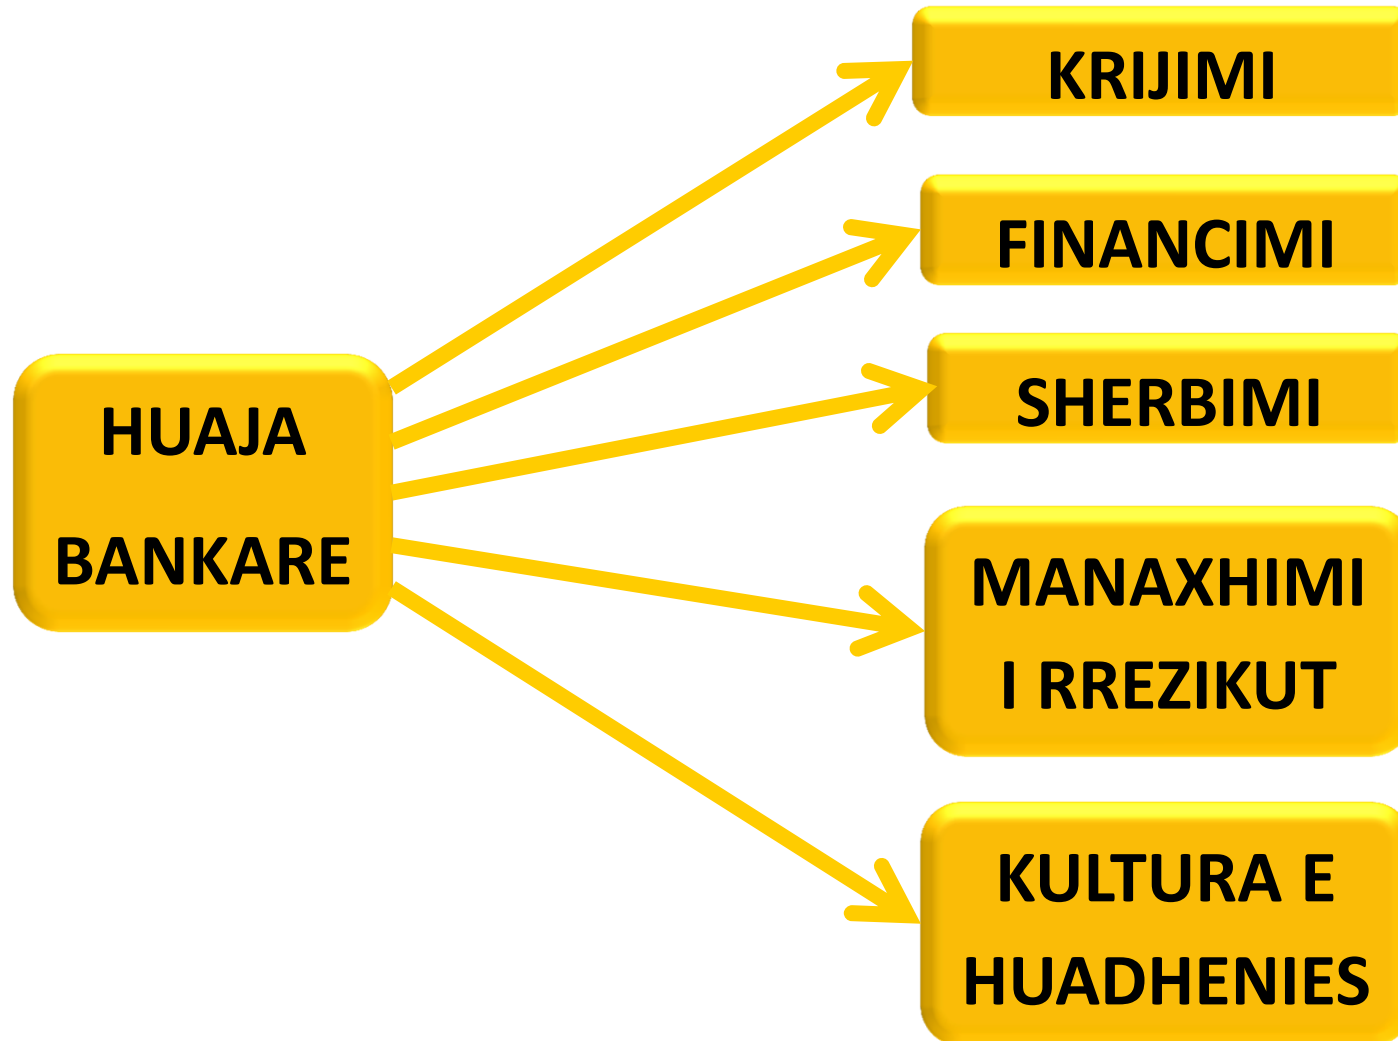 HUAJA
BANKARE
KRIJIMI
FINANCIMI
SHERBIMI
MANAXHIMI
I RREZIKUT
KULTURA E
HUADHENIES